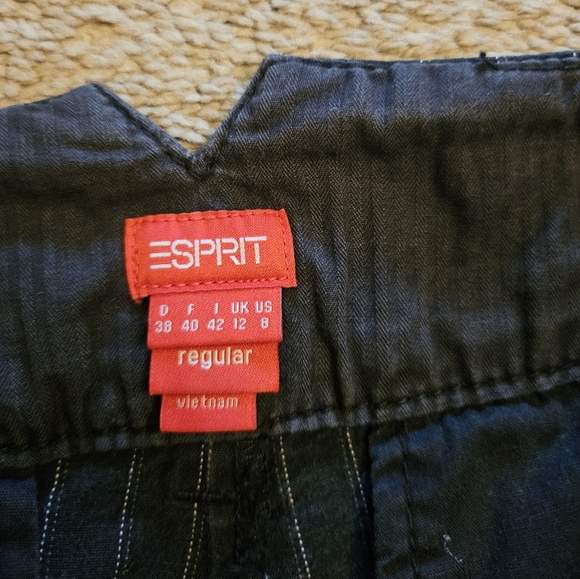 ESPRIT
D F I UK US
38 40 42 12 8
regular
vietnam